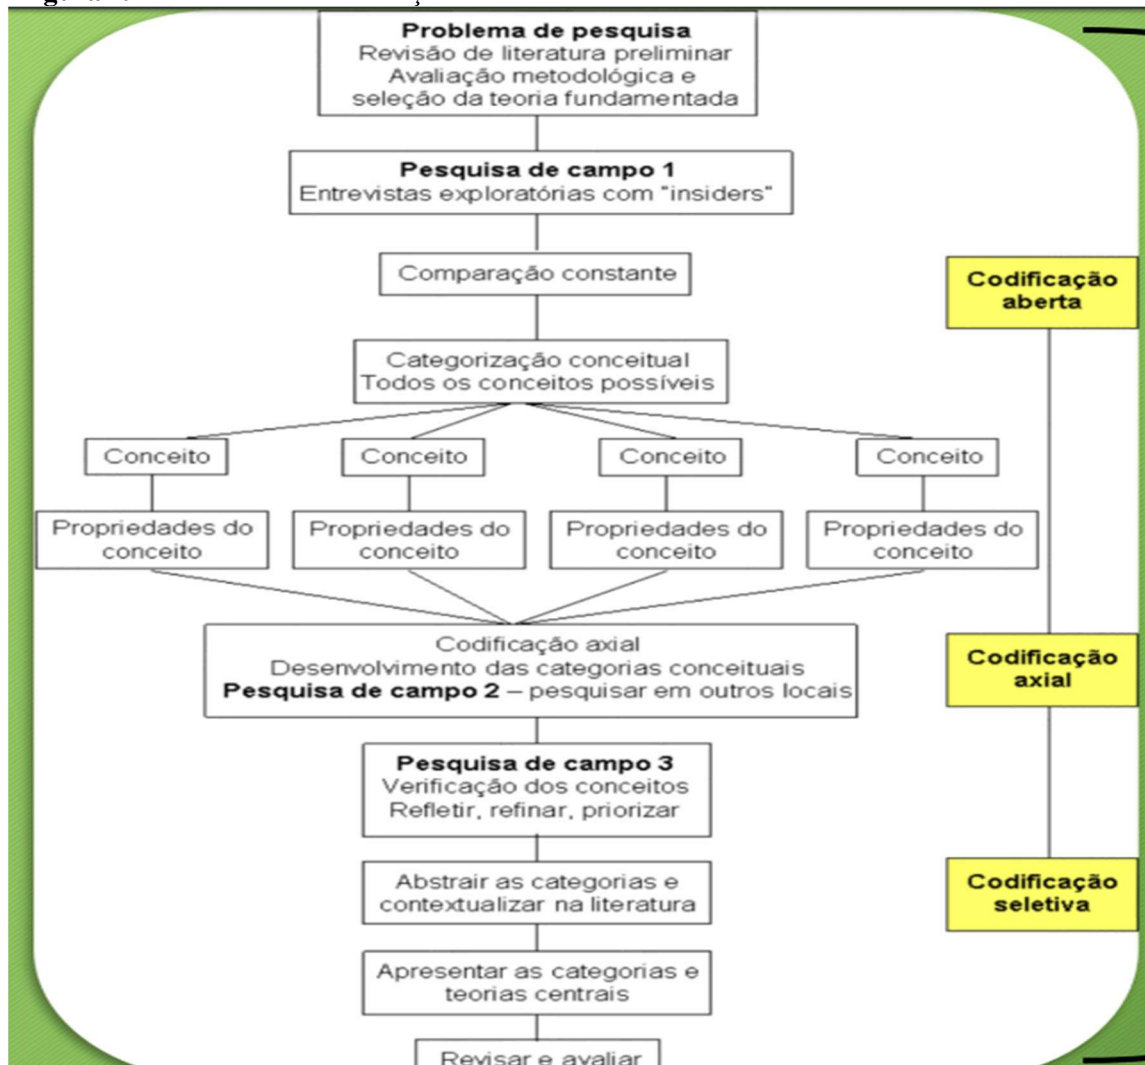 Problema de pesquisa
Revisão de literatura preliminar
Avaliação metodológica e
seleção da teoria fundamentada
Pesquisa de campo 1
Entrevistas exploratórias com "insiders"
Comparação constante
Codificação
aberta
Categorização conceitual
Todos os conceitos possíveis
Conceito
Conceito
Conceito
Conceito
Propriedades do
conceito
Propriedades do
conceito
Propriedades do
conceito
Propriedades do
conceito
Codificação axial
Desenvolvimento das categorias conceituais
Pesquisa de campo 2 – pesquisar em outros locais
Codificação
axial
Pesquisa de campo 3
Verificação dos conceitos
Refletir, refinar, priorizar
Abstrair as categorias e
contextualizar na literatura
Codificação
seletiva
Apresentar as categorias e
teorias centrais
Revisar e avaliar